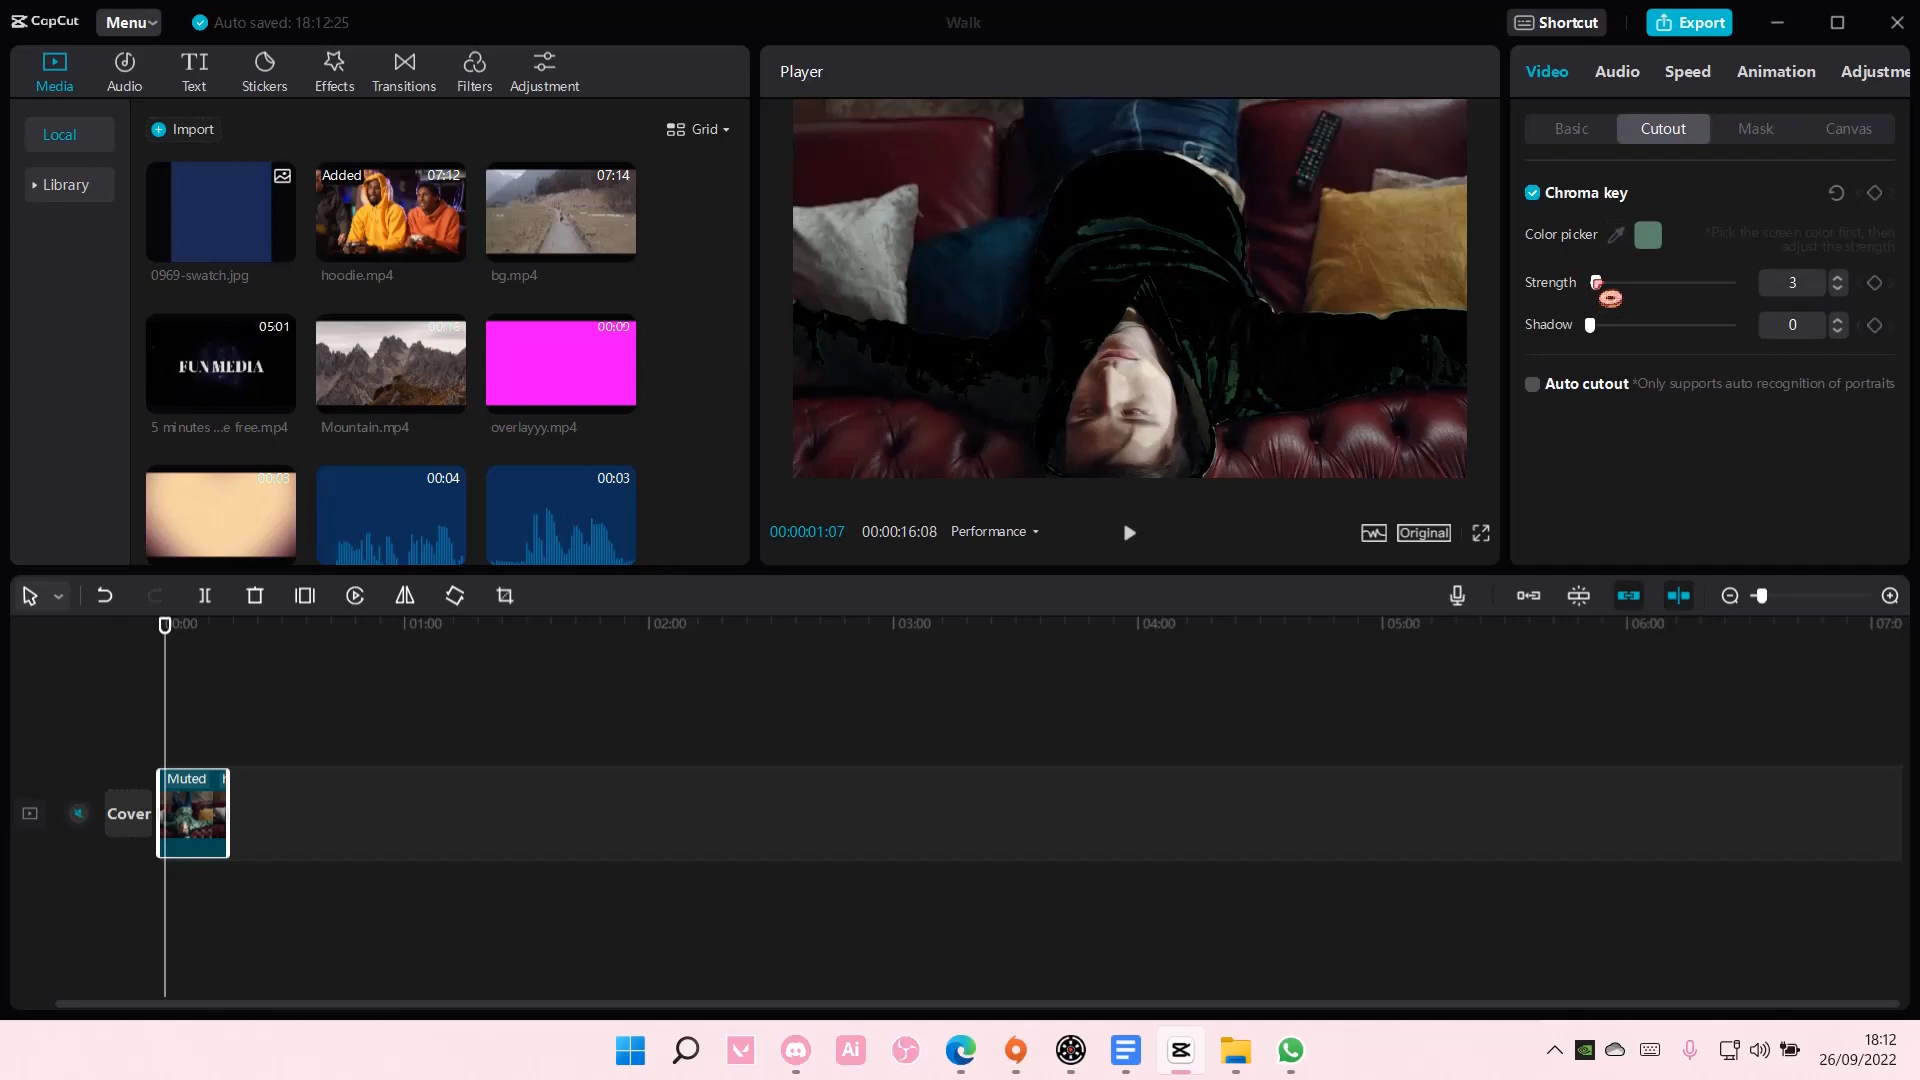 CapCut
Menu
Auto saved: 18:12:25
Walk
Shortcut
Export
Media
Audio
Text
Stickers
Effects
Transitions
Filters
Adjustment
Local
Library
Import
Grid
0969-swatch.jpg
Added
07:12
hoodie.mp4
07:14
bg.mp4
05:01
FUN MEDIA
5 minutes ...e free.mp4
Mountain.mp4
00:09
overlayyy.mp4
00:03
00:04
00:03
Player
00:00:01:07
00:00:16:08
Performance
Original
Video
Audio
Speed
Animation
Adjustme
Basic
Cutout
Mask
Canvas
Chroma key
Color picker
*Pick the screen color first, then
adjust the strength
Strength
3
Shadow
0
Auto cutout
*Only supports auto recognition of portraits
00:00
01:00
02:00
03:00
04:00
05:00
06:00
07:0
Muted
Cover
Ai
18:12
26/09/2022